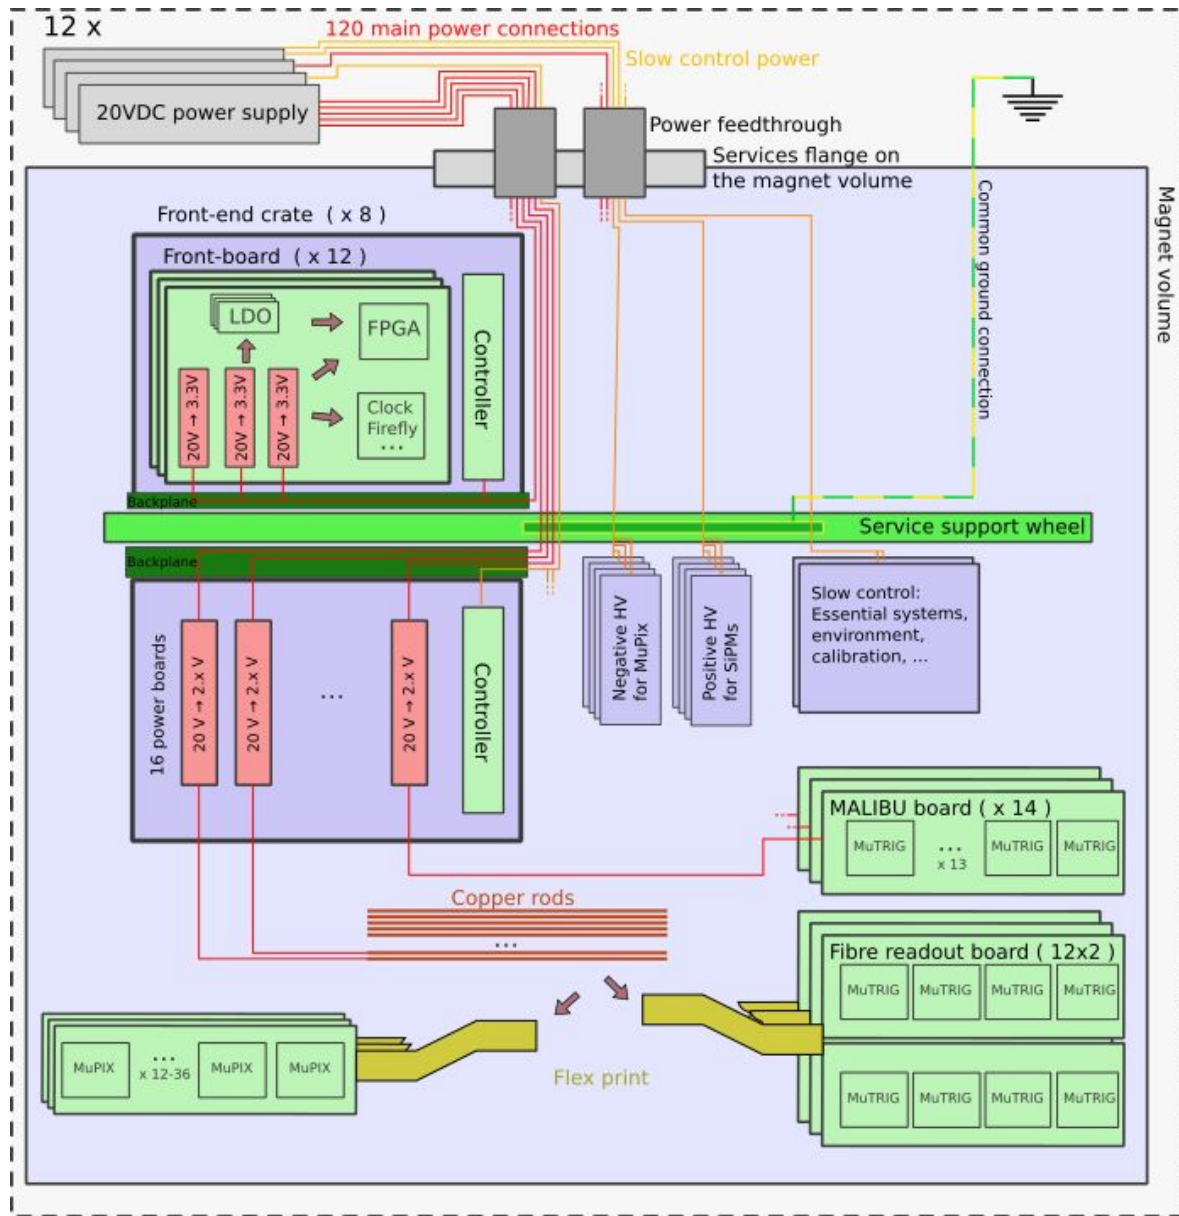 12 x
120 main power connections
Slow control power
20VDC power supply
Power feedthrough
Services flange on
the magnet volume
Magnet volume
Common ground connection
Front-end crate ( x 8 )
Front-board ( x 12 )
LDO
FPGA
Controller
20V → 3.3V
20V → 3.3V
20V → 3.3V
Clock
Firefly
...
Backplane
Service support wheel
Backplane
16 power boards
20 V → 2.x V
20 V → 2.x V
...
20 V → 2.x V
Controller
Negative HV
for MuPix
Positive HV
for SiPMs
Slow control:
Essential systems,
environment,
calibration, ...
MALIBU board ( x 14 )
MuTRIG
...
x 13
MuTRIG
MuTRIG
Copper rods
...
Fibre readout board ( 12x2 )
MuTRIG
MuTRIG
MuTRIG
MuTRIG
MuPIX
...
x 12-36
MuPIX
MuPIX
Flex print
MuTRIG
MuTRIG
MuTRIG
MuTRIG